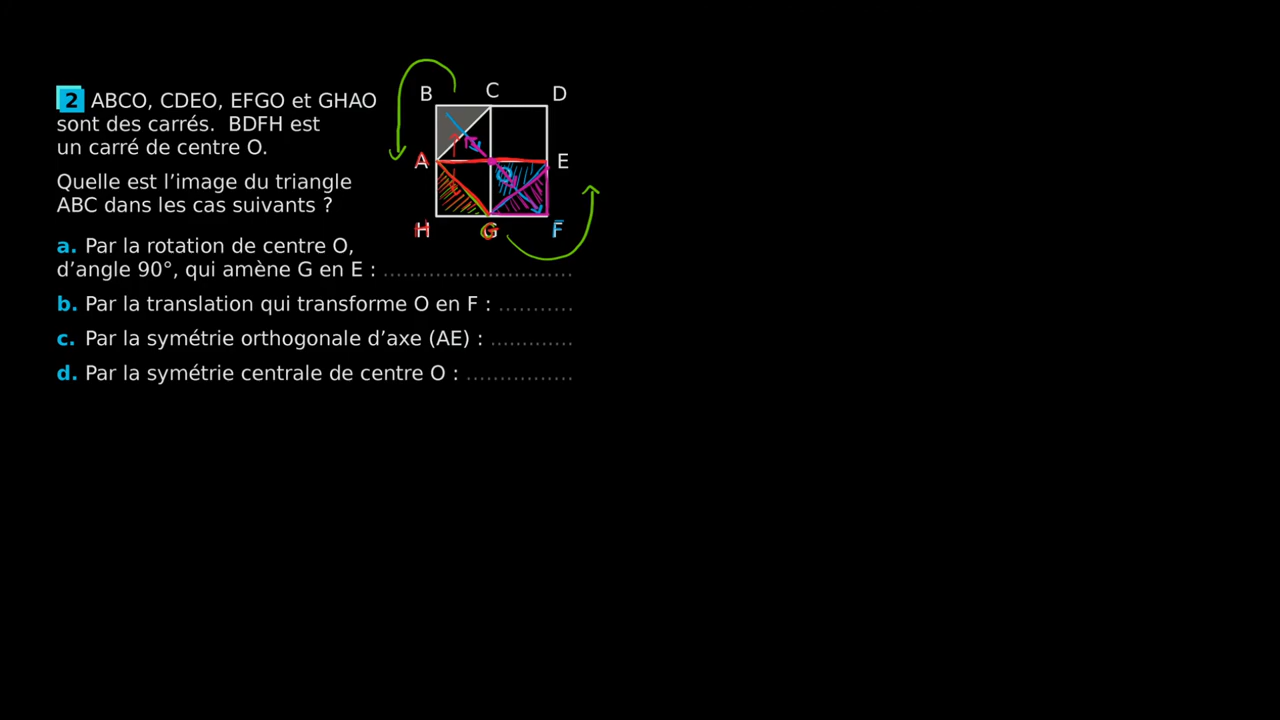 2 ABCO, CDEO, EFGO et GHAO
sont des carrés. BDFH est
un carré de centre O.
Quelle est l’image du triangle
ABC dans les cas suivants ?
a. Par la rotation de centre O,
d’angle 90°, qui amène G en E : ............................
b. Par la translation qui transforme O en F : ...........
c. Par la symétrie orthogonale d’axe (AE) : .............
d. Par la symétrie centrale de centre O : ................
B C D
A O E
H G F